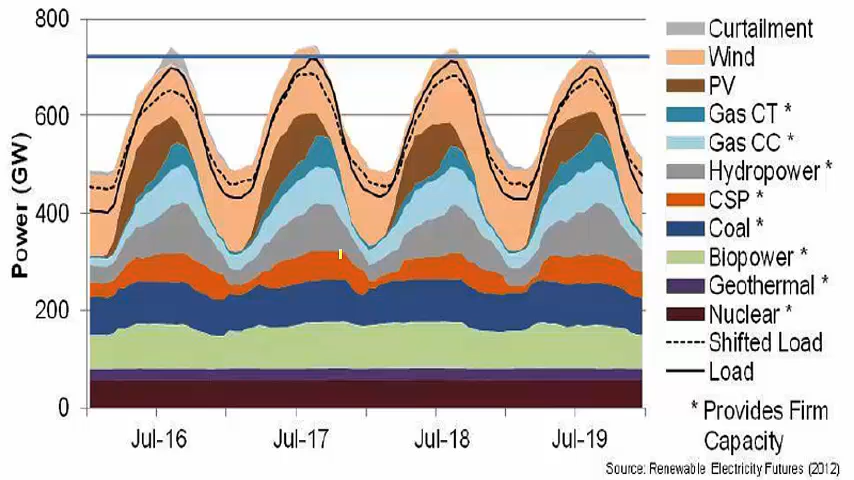 800
600
400
200
0
Power (GW)
Jul-16
Jul-17
Jul-18
Jul-19
Curtailment
Wind
PV
Gas CT *
Gas CC *
Hydropower *
CSP *
Coal *
Biopower *
Geothermal *
Nuclear *
Shifted Load
Load
* Provides Firm
Capacity
Source: Renewable Electricity Futures (2012)